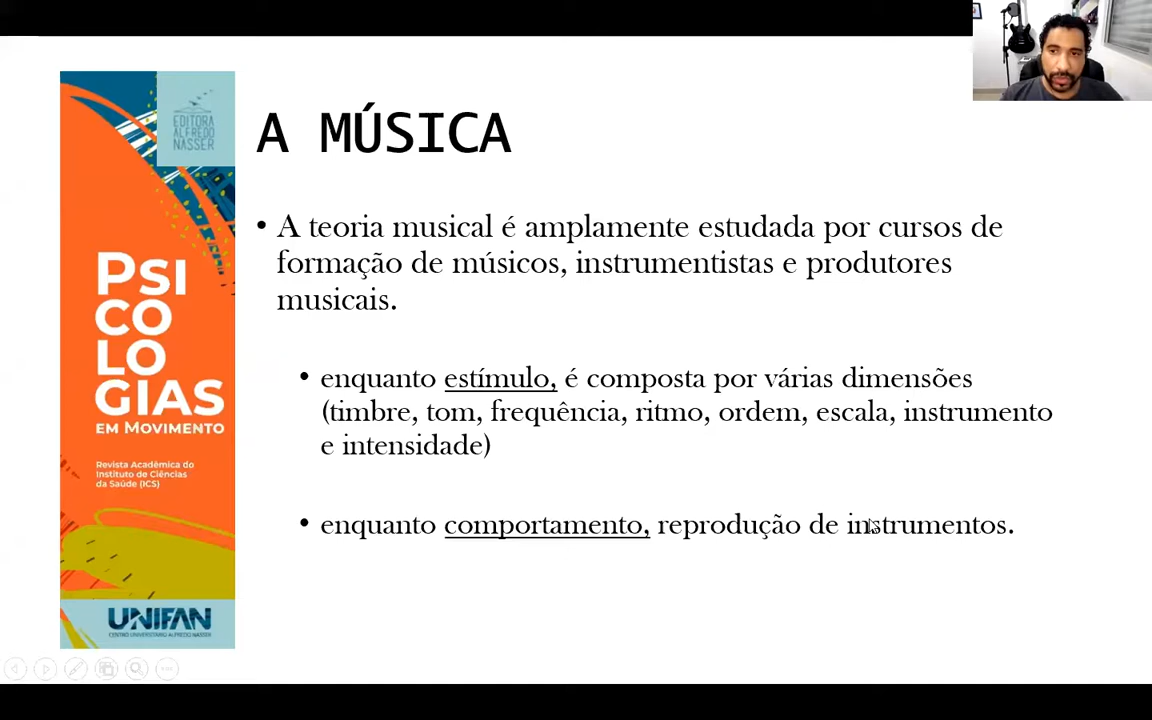 EDITORA
ALFREDO
NASSER
PSI
CO
LO
GIAS
EM MOVIMENTO
Revista Acadêmica do
Instituto de Ciências
da Saúde (ICS)
UNIFAN
CENTRO UNIVERSITÁRIO ALFREDO NASSER
A MÚSICA
• A teoria musical é amplamente estudada por cursos de
formação de músicos, instrumentistas e produtores
musicais.
• enquanto estímulo, é composta por várias dimensões
(timbre, tom, frequência, ritmo, ordem, escala, instrumento
e intensidade)
• enquanto comportamento, reprodução de instrumentos.